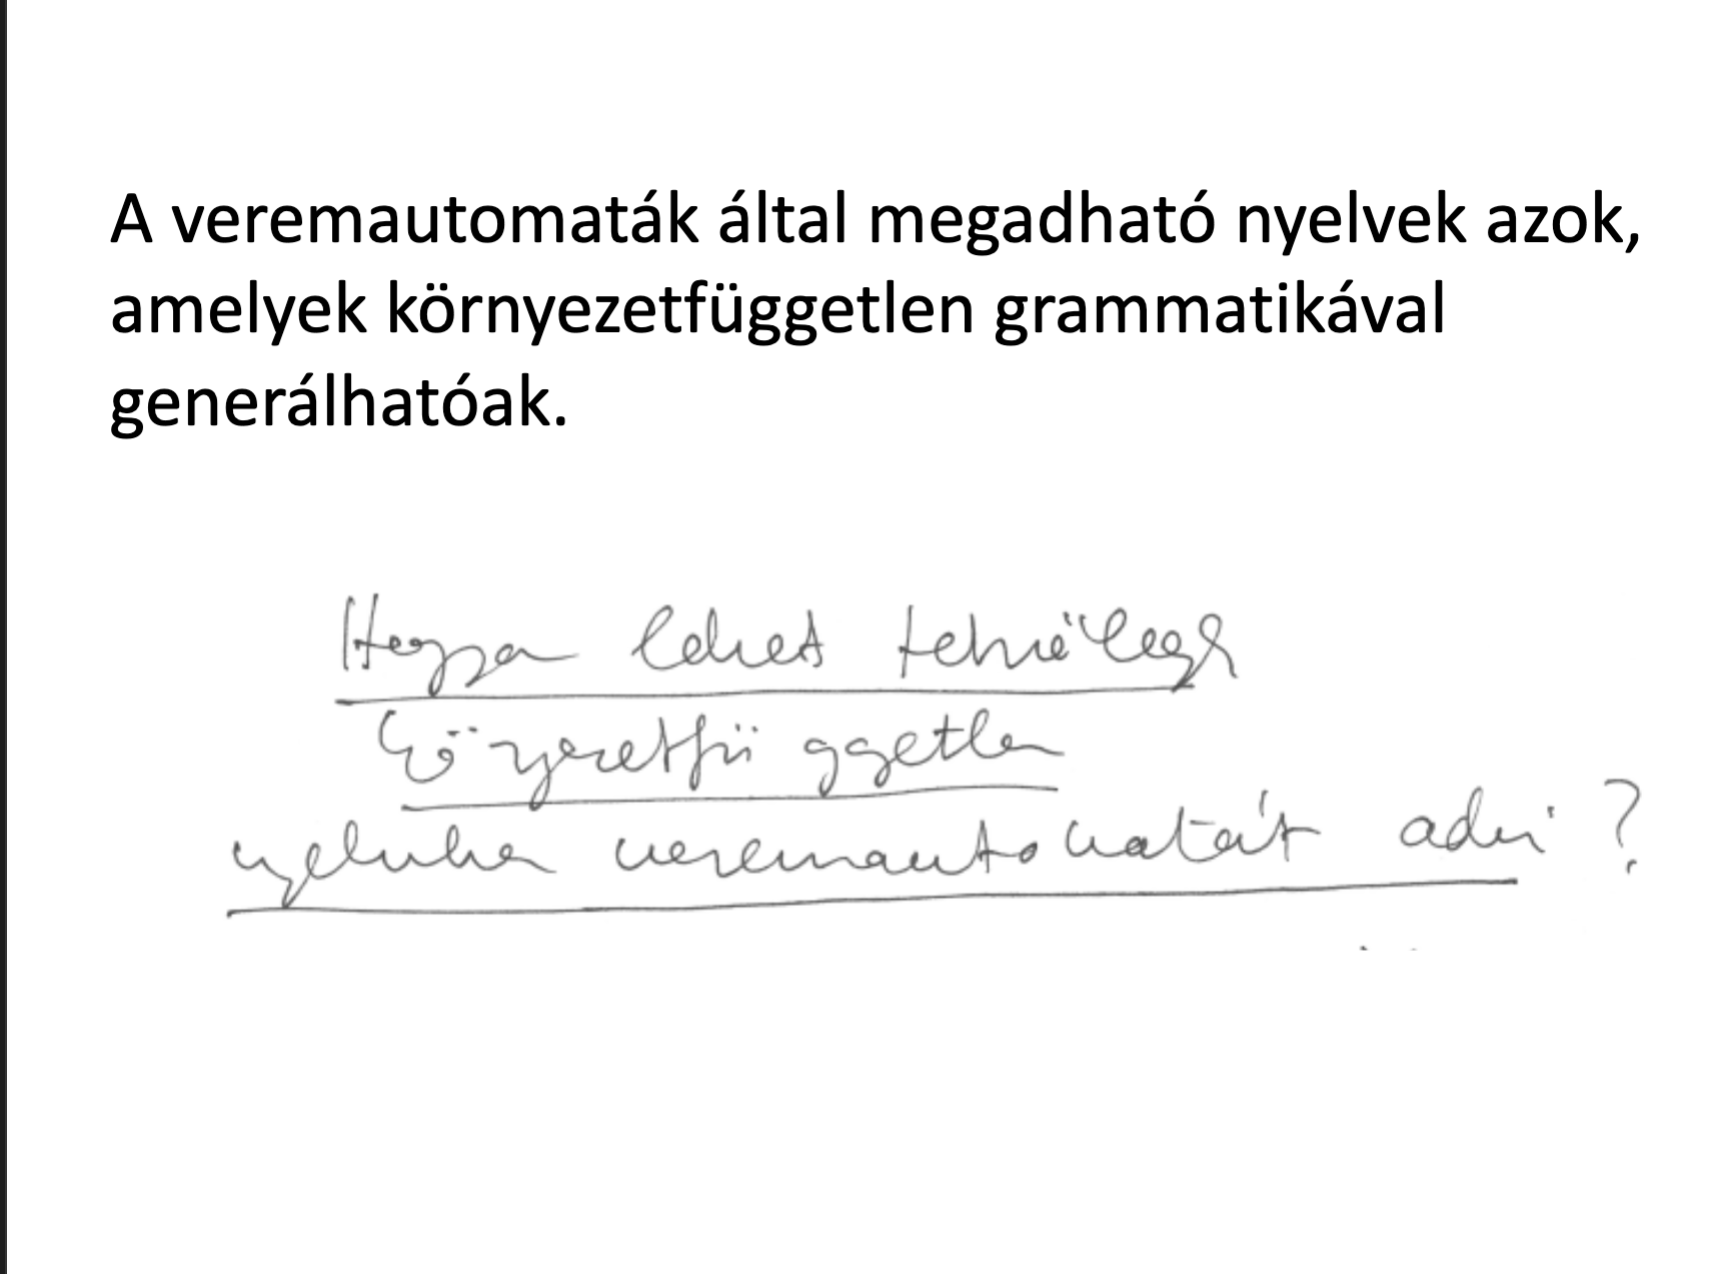 A veremautomaták által megadható nyelvek azok,
amelyek környezetfüggetlen grammatikával
generálhatóak.
Hogyan lehet tetszőleges
környezetfüggetlen
nyelvhez veremautomatát adni ?